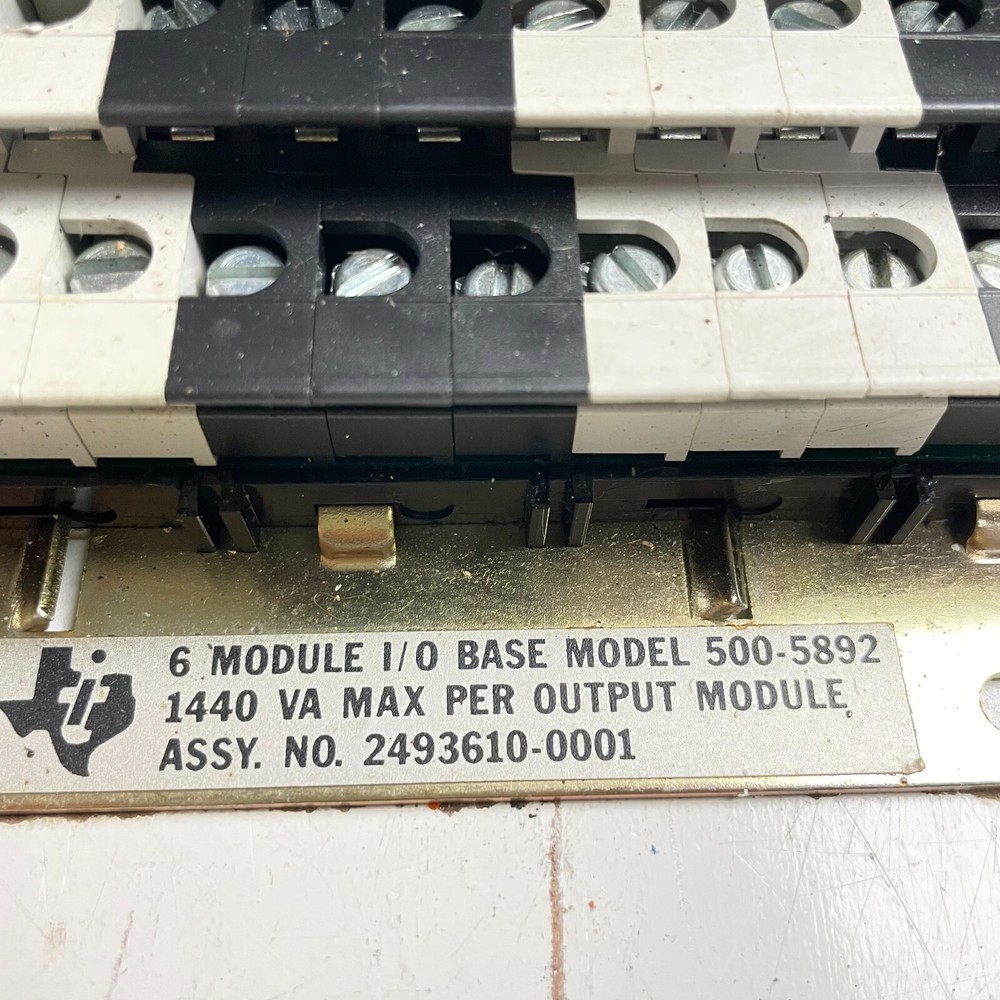 6 MODULE I/O BASE MODEL 500-5892
1440 VA MAX PER OUTPUT MODULE
ASSY. NO. 2493610-0001